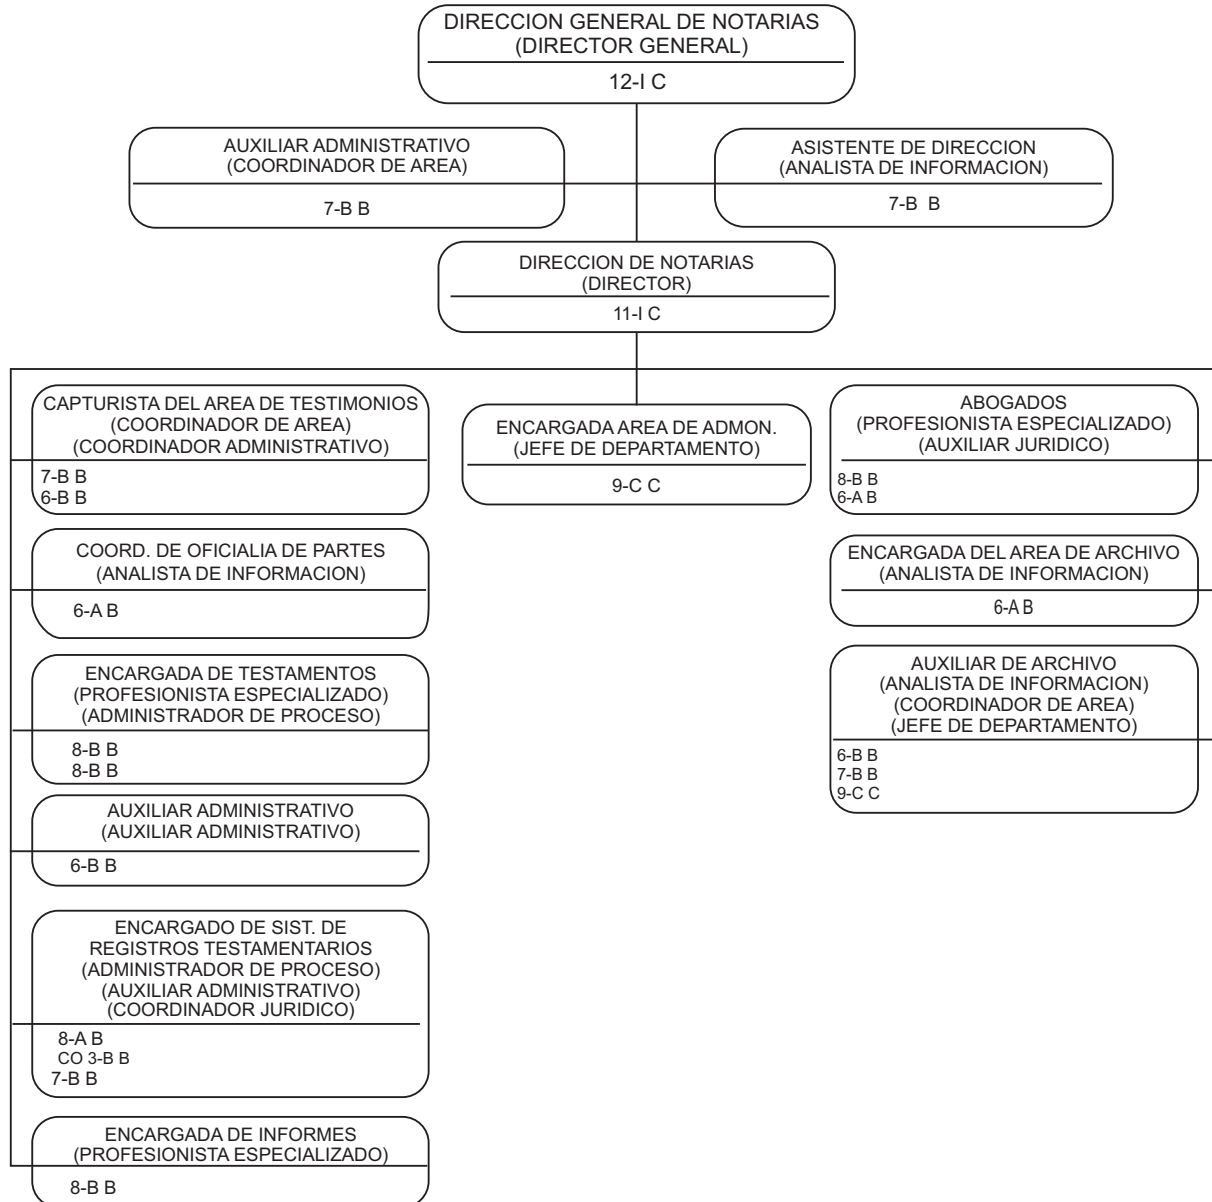 DIRECCION GENERAL DE NOTARIAS
(DIRECTOR GENERAL)
12-I C
AUXILIAR ADMINISTRATIVO
(COORDINADOR DE AREA)
7-B B
ASISTENTE DE DIRECCION
(ANALISTA DE INFORMACION)
7-B B
DIRECCION DE NOTARIAS
(DIRECTOR)
11-I C
CAPTURISTA DEL AREA DE TESTIMONIOS
(COORDINADOR DE AREA)
(COORDINADOR ADMINISTRATIVO)
7-B B
6-B B
COORD. DE OFICIALIA DE PARTES
(ANALISTA DE INFORMACION)
6-A B
ENCARGADA DE TESTAMENTOS
(PROFESIONISTA ESPECIALIZADO)
(ADMINISTRADOR DE PROCESO)
8-B B
8-B B
AUXILIAR ADMINISTRATIVO
(AUXILIAR ADMINISTRATIVO)
6-B B
ENCARGADO DE SIST. DE
REGISTROS TESTAMENTARIOS
(ADMINISTRADOR DE PROCESO)
(AUXILIAR ADMINISTRATIVO)
(COORDINADOR JURIDICO)
8-A B
CO 3-B B
7-B B
ENCARGADA DE INFORMES
(PROFESIONISTA ESPECIALIZADO)
8-B B
ENCARGADA AREA DE ADMON.
(JEFE DE DEPARTAMENTO)
9-C C
ABOGADOS
(PROFESIONISTA ESPECIALIZADO)
(AUXILIAR JURIDICO)
8-B B
6-A B
ENCARGADA DEL AREA DE ARCHIVO
(ANALISTA DE INFORMACION)
6-A B
AUXILIAR DE ARCHIVO
(ANALISTA DE INFORMACION)
(COORDINADOR DE AREA)
(JEFE DE DEPARTAMENTO)
6-B B
7-B B
9-C C